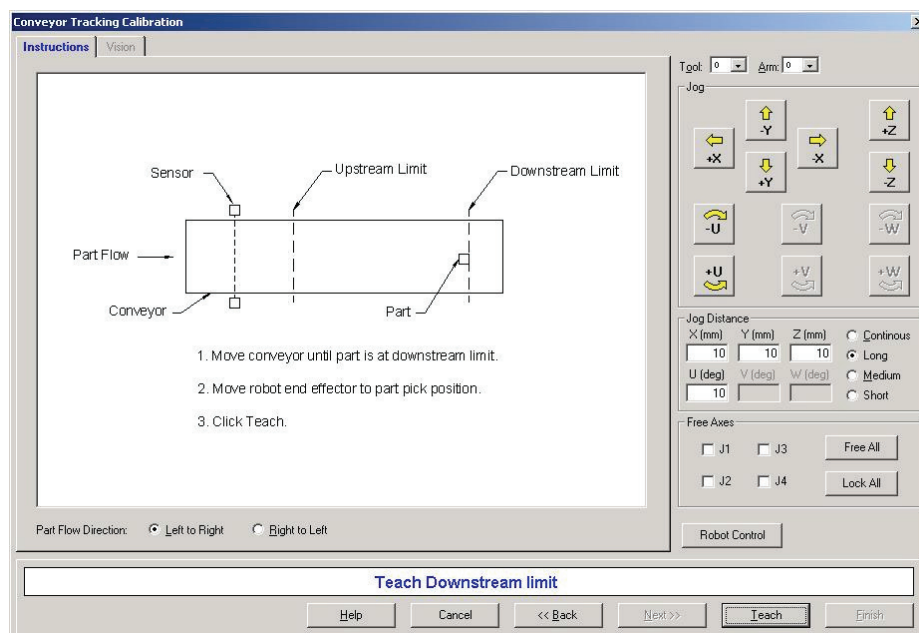 Conveyor Tracking Calibration
Instructions Vision
Tool: 0 Arm: 0
Jog
-Y
+Z
+X
-X
+Y
-Z
-U
-V
-W
+U
+V
+W
Sensor
Upstream Limit
Downstream Limit
Part Flow
Conveyor
Part
1. Move conveyor until part is at downstream limit.
2. Move robot end effector to part pick position.
3. Click Teach.
Jog Distance
X (mm) Y (mm) Z (mm)
10 10 10
U (deg) V (deg) W (deg)
10
Continous
Long
Medium
Short
Free Axes
J1 J3 Free All
J2 J4 Lock All
Part Flow Direction: Left to Right Right to Left
Robot Control
Teach Downstream limit
Help Cancel << Back Next >> Teach Finish